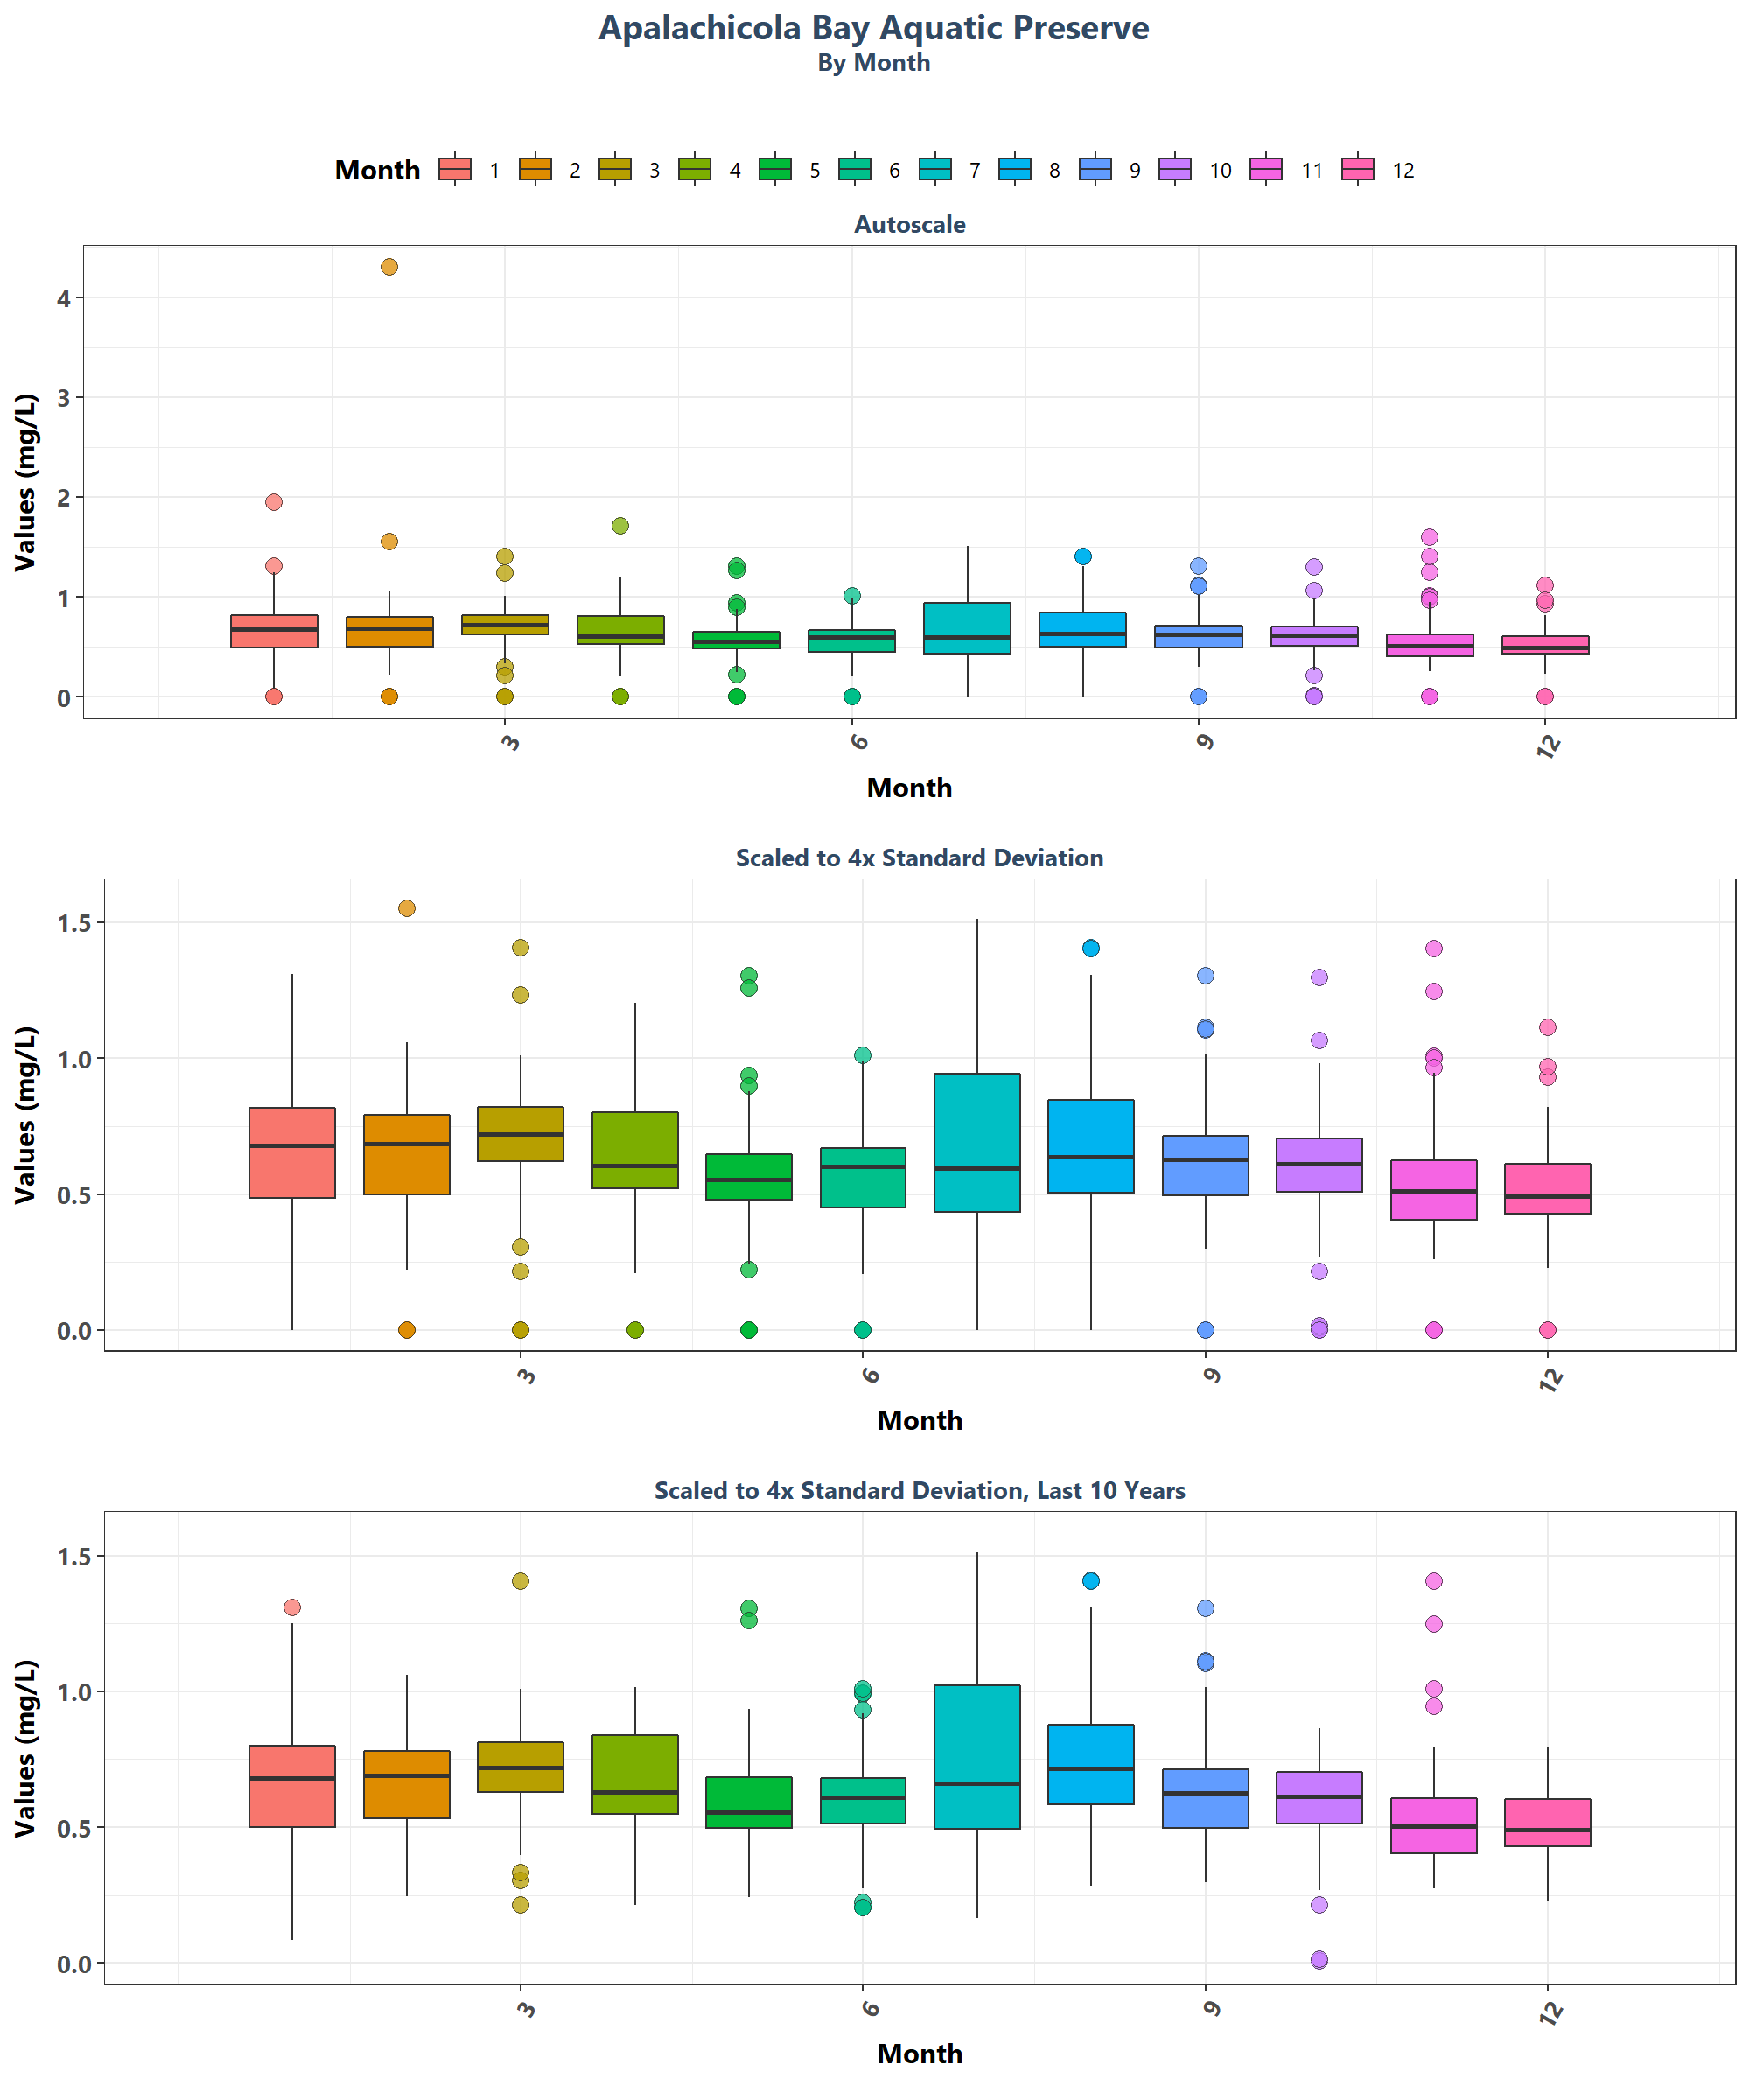 Apalachicola Bay Aquatic Preserve
By Month
Month 1 2 3 4 5 6 7 8 9 10 11 12
Autoscale
Values (mg/L)
4
3
2
1
0
3 6 9 12
Month
Scaled to 4x Standard Deviation
Values (mg/L)
1.5
1.0
0.5
0.0
3 6 9 12
Month
Scaled to 4x Standard Deviation, Last 10 Years
Values (mg/L)
1.5
1.0
0.5
0.0
3 6 9 12
Month